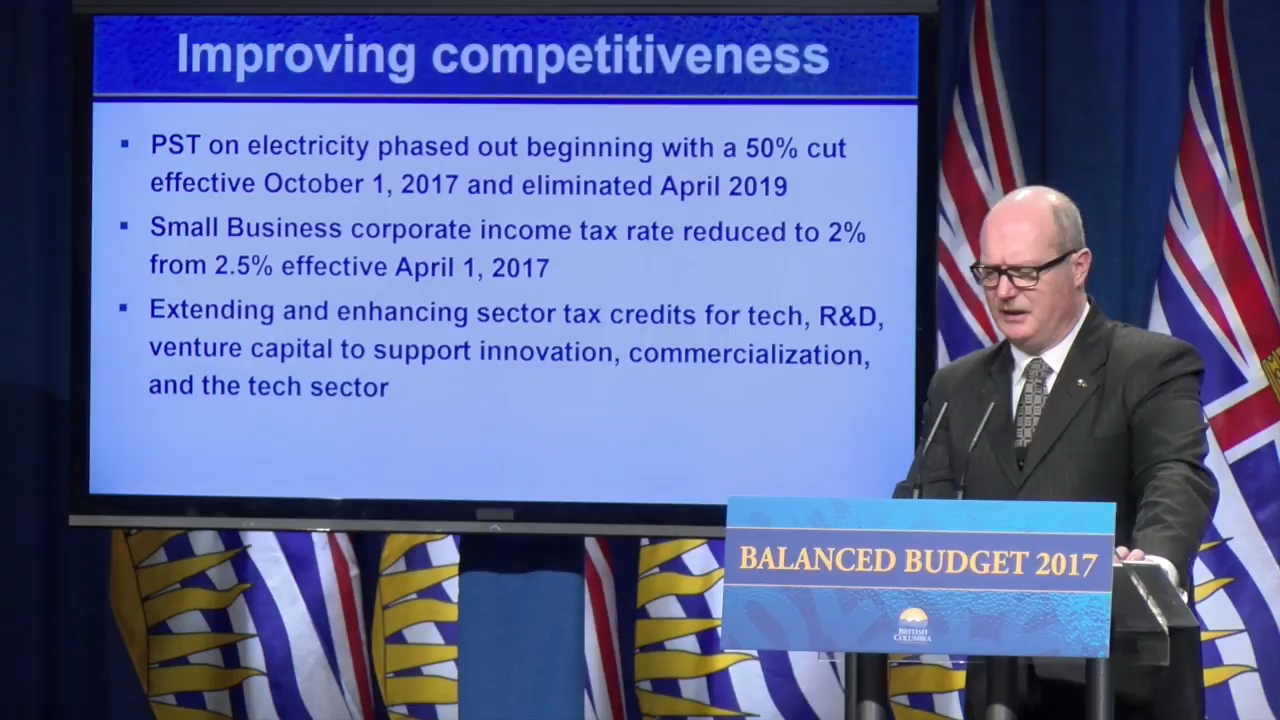 Improving competitiveness
▪ PST on electricity phased out beginning with a 50% cut
effective October 1, 2017 and eliminated April 2019
▪ Small Business corporate income tax rate reduced to 2%
from 2.5% effective April 1, 2017
▪ Extending and enhancing sector tax credits for tech, R&D,
venture capital to support innovation, commercialization,
and the tech sector
BALANCED BUDGET 2017
BRITISH
COLUMBIA